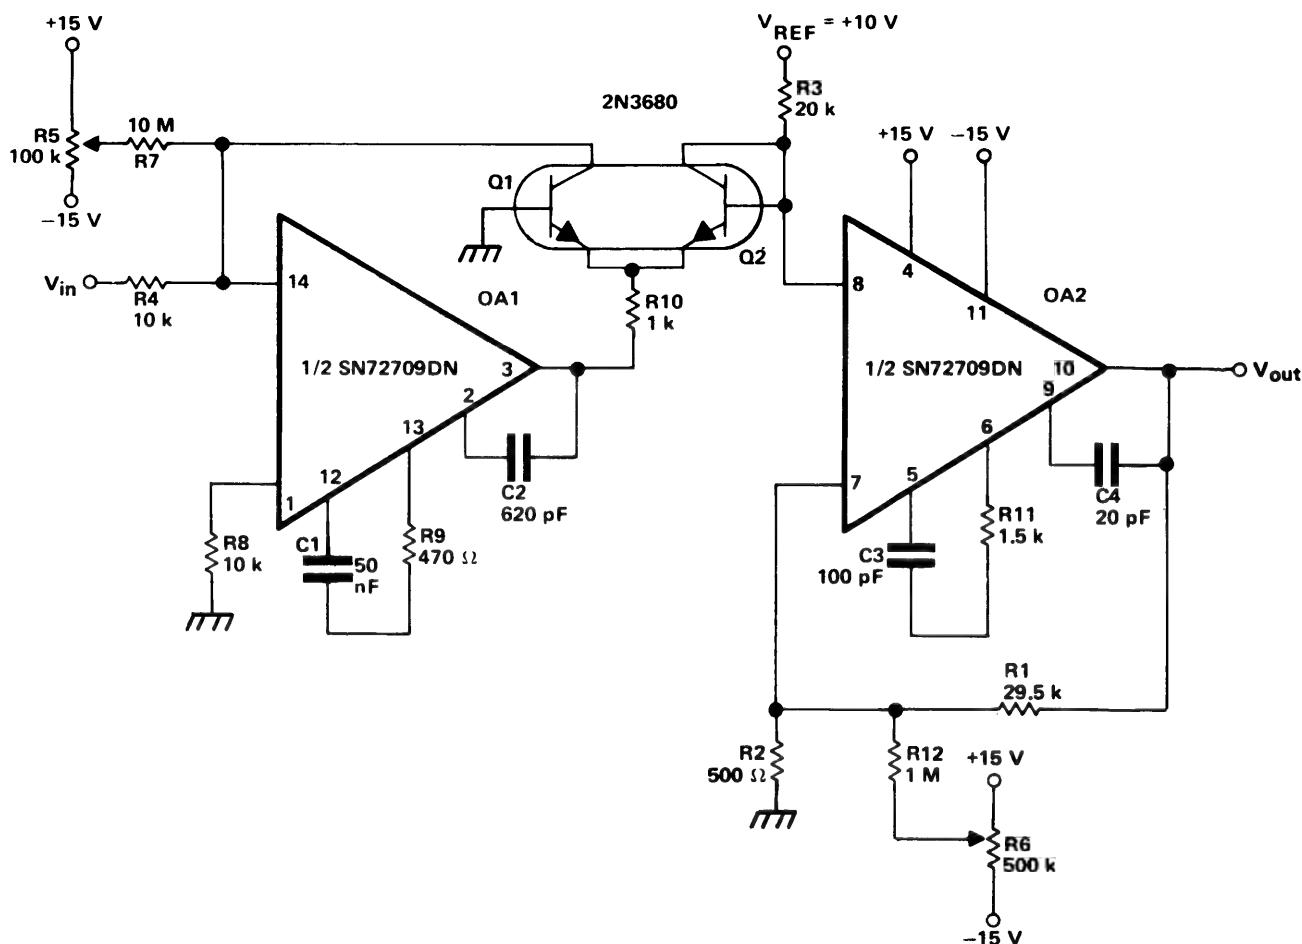 +15 V
V_REF = +10 V
R3
20 k
2N3680
10 M
R5
100 k
R7
+15 V
−15 V
Q1
−15 V
Q2
4
Vin
R4
10 k
14
OA1
R10
1 k
8
11
OA2
1/2 SN72709DN
3
1/2 SN72709DN
10
Vout
2
9
13
6
12
5
1
7
C2
620 pF
C4
20 pF
R8
10 k
C1
50
nF
R9
470 Ω
C3
100 pF
R11
1.5 k
R1
29.5 k
R2
500 Ω
R12
1 M
+15 V
R6
500 k
−15 V